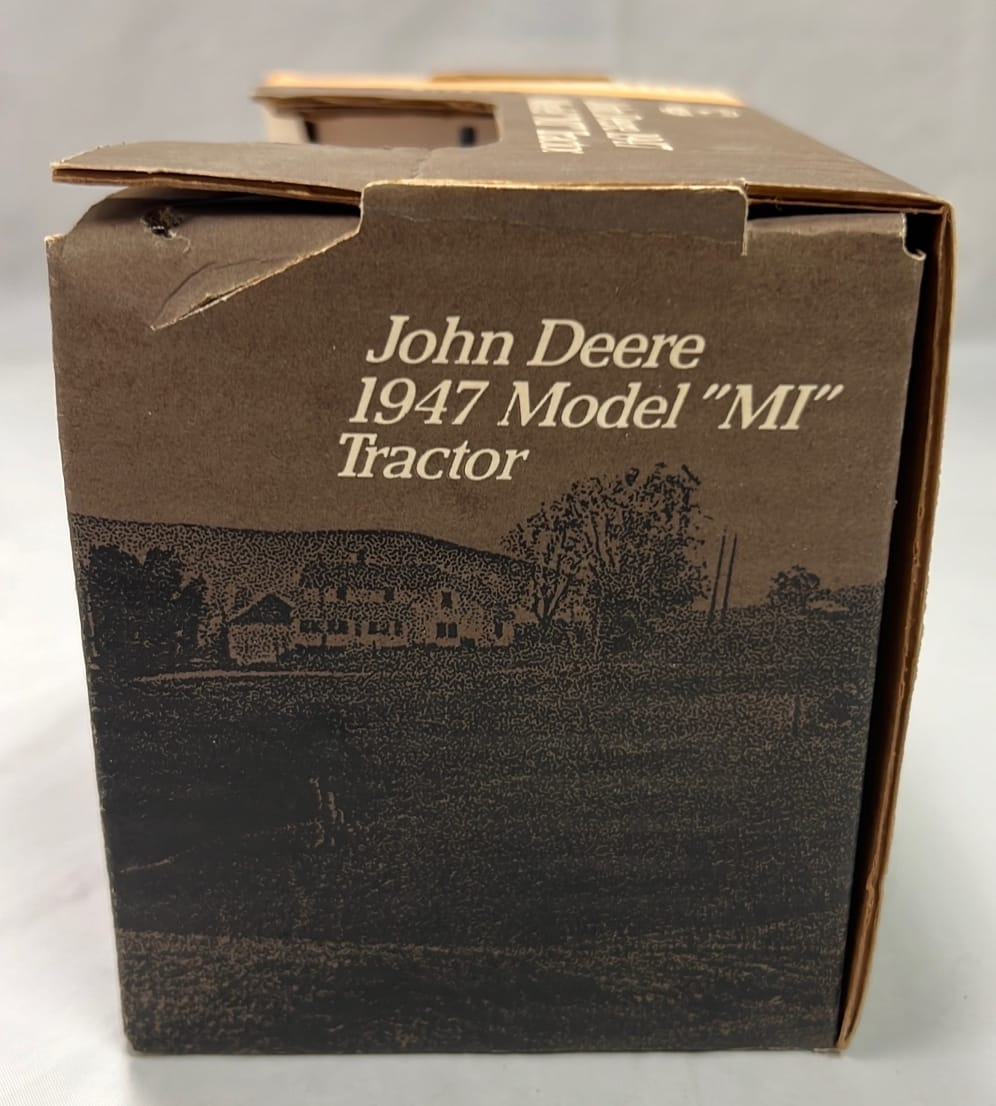 John Deere
1947 Model "MI"
Tractor